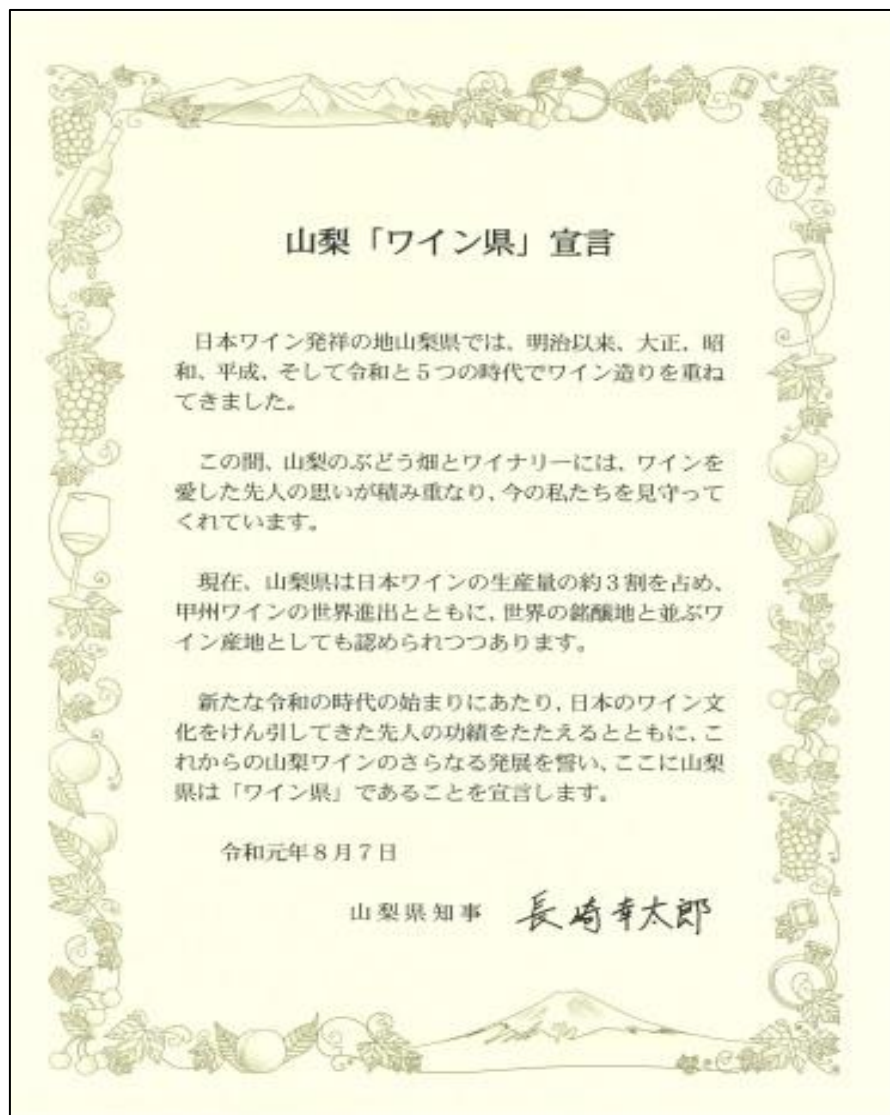 山梨「ワイン県」宣言
日本ワイン発祥の地山梨県では、明治以来、大正、昭
和、平成、そして令和と5つの時代でワイン造りを重ね
てきました。
この間、山梨のぶどう畑とワイナリーには、ワインを
愛した先人の思いが積み重なり、今の私たちを見守って
くれています。
現在、山梨県は日本ワインの生産量の約3割を占め、
甲州ワインの世界進出とともに、世界の銘醸地と並ぶワ
イン産地としても認められつつあります。
新たな令和の時代の始まりにあたり、日本のワイン文
化をけん引してきた先人の功績をたたえるとともに、こ
れからの山梨ワインのさらなる発展を誓い、ここに山梨
県は「ワイン県」であることを宣言します。
令和元年8月7日
山梨県知事 長崎幸太郎